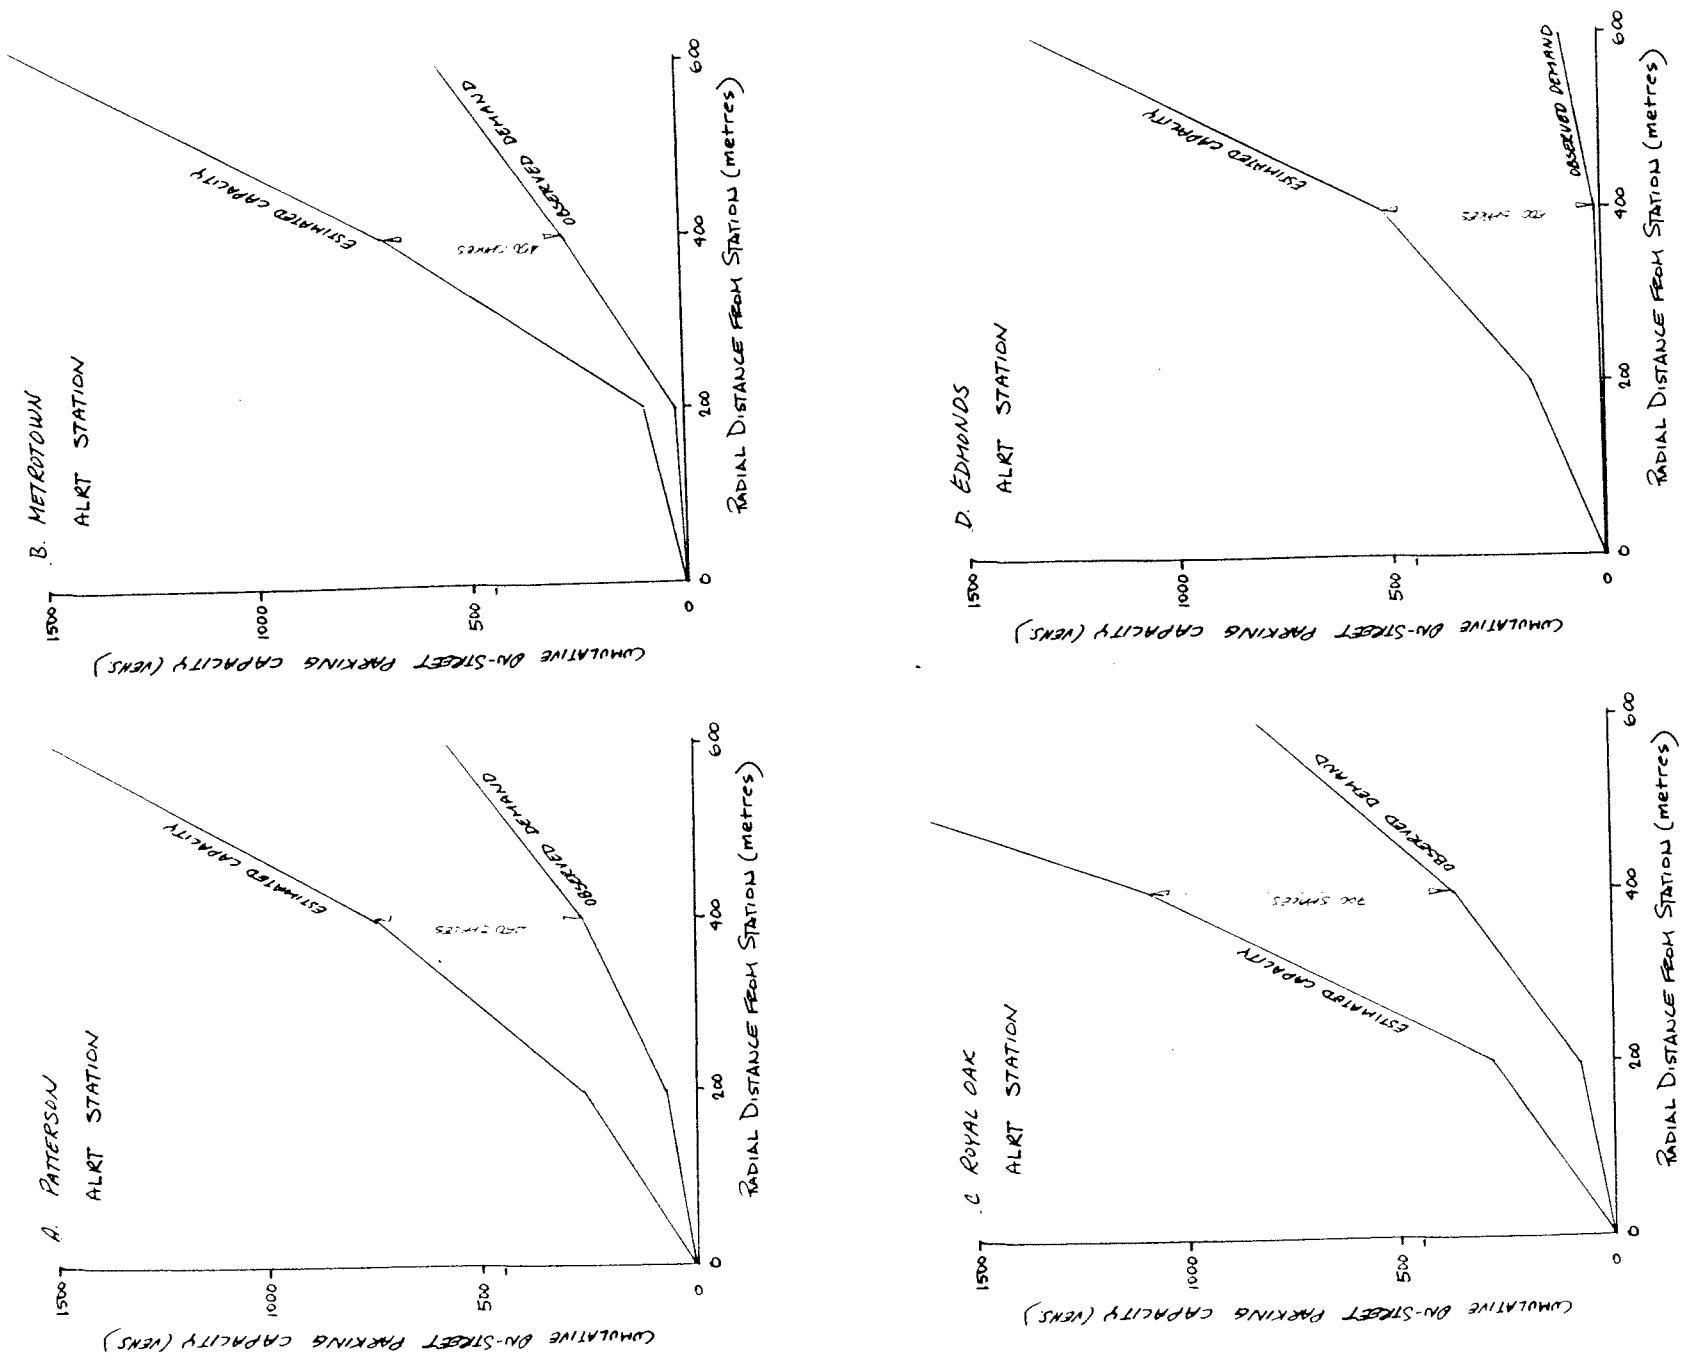 A. PATTERSON
ALRT STATION
CUMULATIVE ON-STREET PARKING CAPACITY (VEHS.)
1500
1000
500
0
200
400
600
RADIAL DISTANCE FROM STATION (metres)
ESTIMATED CAPACITY
OBSERVED DEMAND
SPACES
B. METROTOWN
ALRT STATION
CUMULATIVE ON-STREET PARKING CAPACITY (VEHS.)
1500
1000
500
0
200
400
600
RADIAL DISTANCE FROM STATION (metres)
ESTIMATED CAPACITY
OBSERVED DEMAND
SPACES
C ROYAL OAK
ALRT STATION
CUMULATIVE ON-STREET PARKING CAPACITY (VEHS.)
1500
1000
500
0
200
400
600
RADIAL DISTANCE FROM STATION (metres)
ESTIMATED CAPACITY
OBSERVED DEMAND
700 SPACES
D. EDMONDS
ALRT STATION
CUMULATIVE ON-STREET PARKING CAPACITY (VEHS.)
1500
1000
500
0
200
400
600
RADIAL DISTANCE FROM STATION (metres)
ESTIMATED CAPACITY
OBSERVED DEMAND
500 SPACES